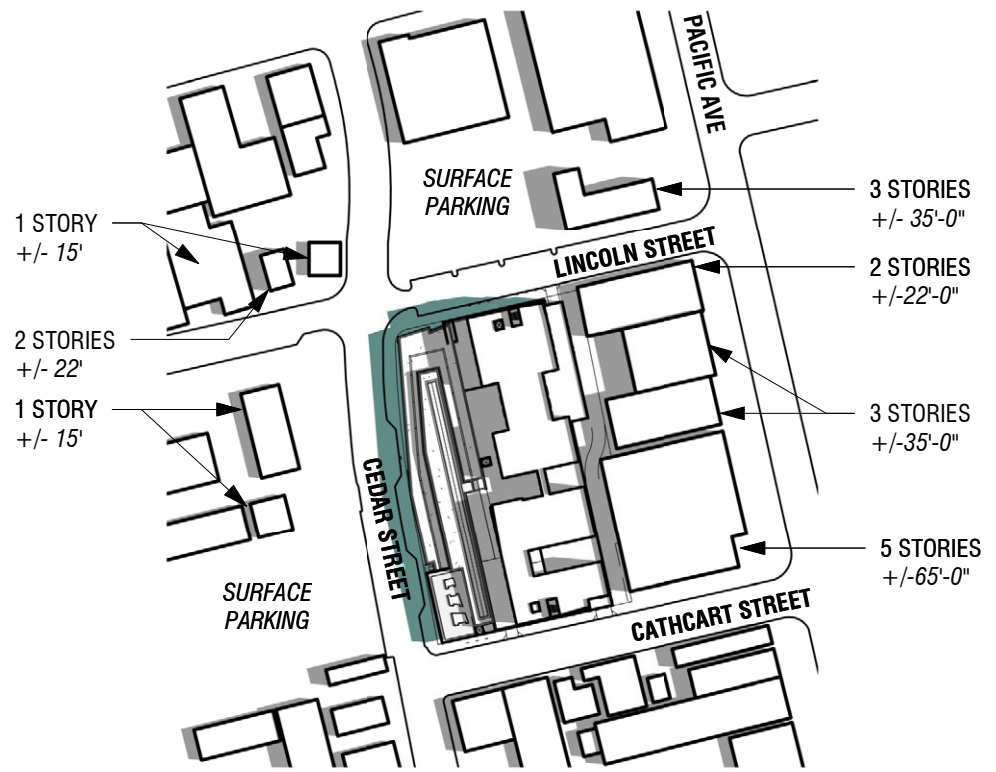 PACIFIC AVE
SURFACE
PARKING
3 STORIES
+/- 35'-0"
1 STORY
+/- 15'
LINCOLN STREET
2 STORIES
+/-22'-0"
2 STORIES
+/- 22'
1 STORY
+/- 15'
3 STORIES
+/-35'-0"
CEDAR STREET
5 STORIES
+/-65'-0"
SURFACE
PARKING
CATHCART STREET